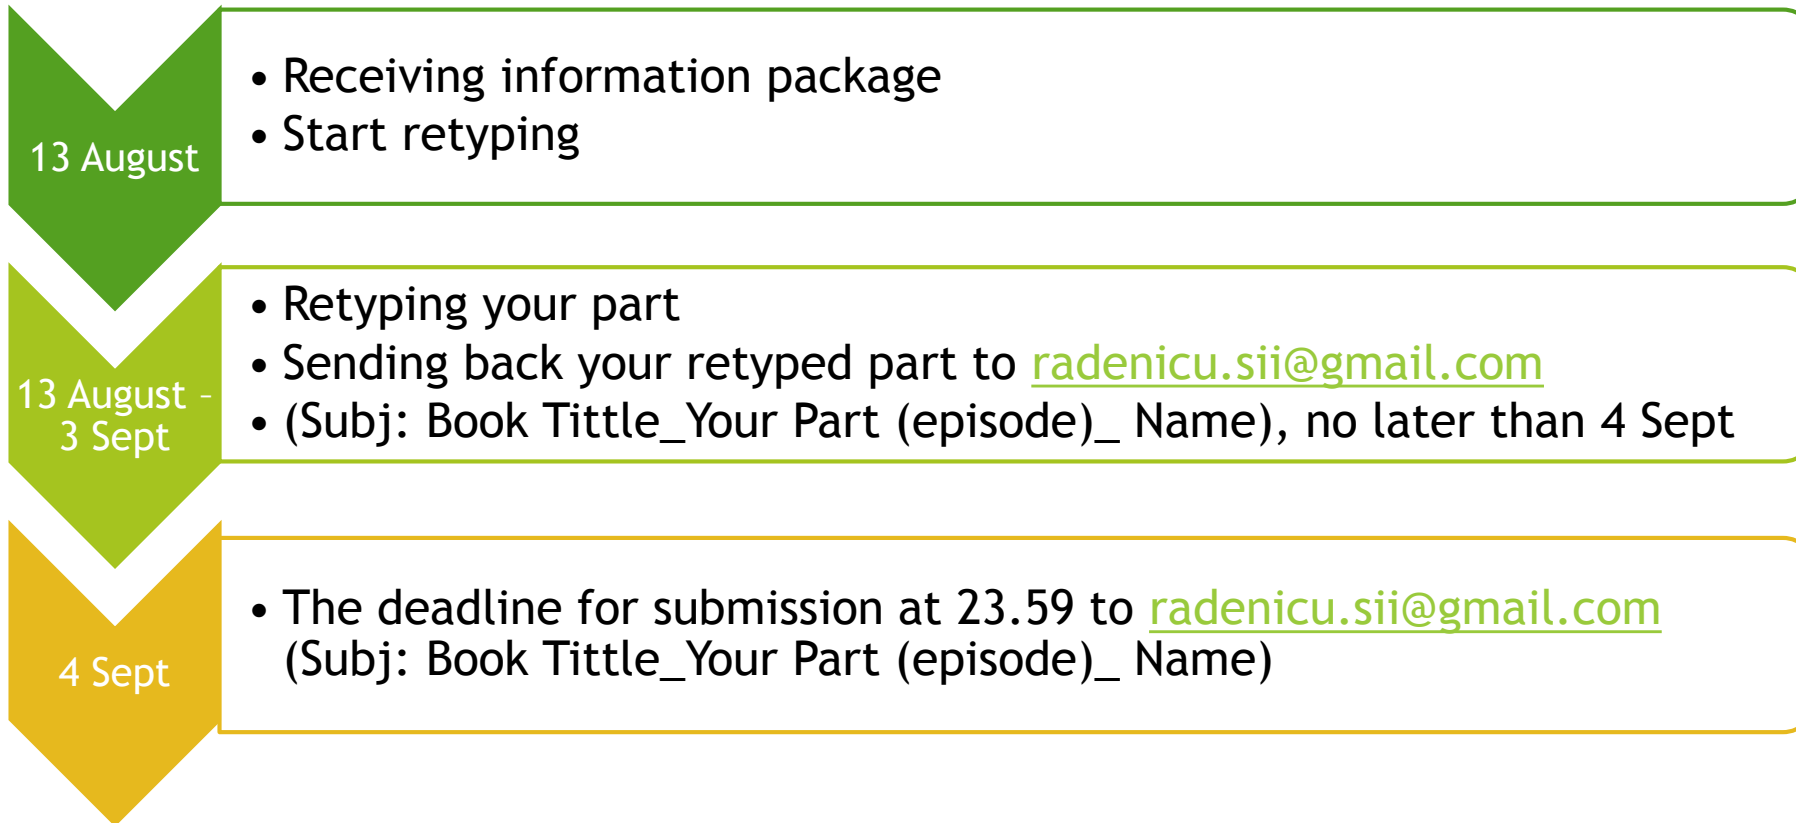 13 August
• Receiving information package
• Start retyping
13 August –
3 Sept
• Retyping your part
• Sending back your retyped part to radenicu.sii@gmail.com
• (Subj: Book Tittle_Your Part (episode)_ Name), no later than 4 Sept
4 Sept
• The deadline for submission at 23.59 to radenicu.sii@gmail.com
(Subj: Book Tittle_Your Part (episode)_ Name)